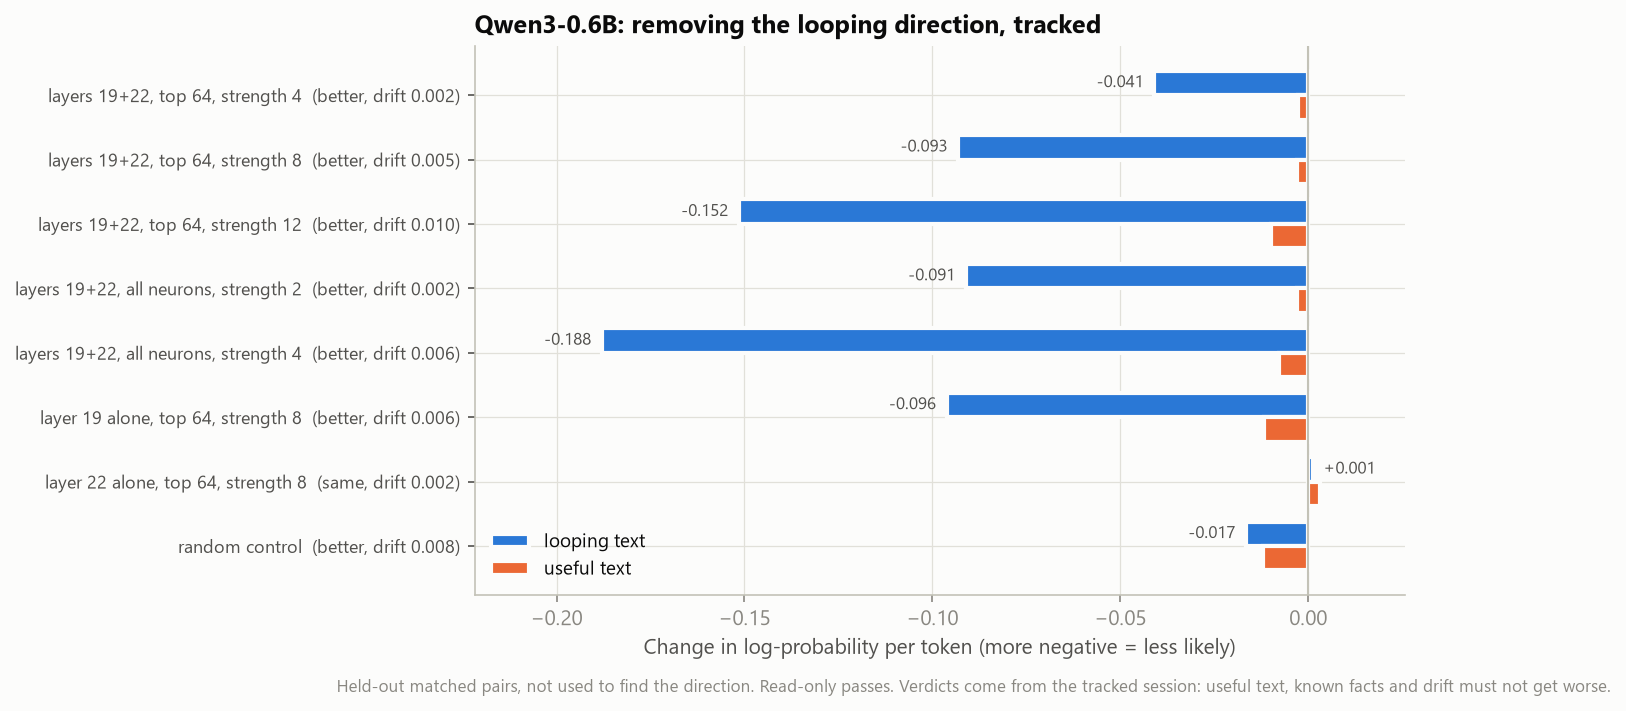 Qwen3-0.6B: removing the looping direction, tracked
layers 19+22, top 64, strength 4  (better, drift 0.002)
-0.041
layers 19+22, top 64, strength 8  (better, drift 0.005)
-0.093
layers 19+22, top 64, strength 12  (better, drift 0.010)
-0.152
layers 19+22, all neurons, strength 2  (better, drift 0.002)
-0.091
layers 19+22, all neurons, strength 4  (better, drift 0.006)
-0.188
layer 19 alone, top 64, strength 8  (better, drift 0.006)
-0.096
layer 22 alone, top 64, strength 8  (same, drift 0.002)
+0.001
random control  (better, drift 0.008)
-0.017
looping text
useful text
−0.20 −0.15 −0.10 −0.05 0.00
Change in log-probability per token (more negative = less likely)
Held-out matched pairs, not used to find the direction. Read-only passes. Verdicts come from the tracked session: useful text, known facts and drift must not get worse.